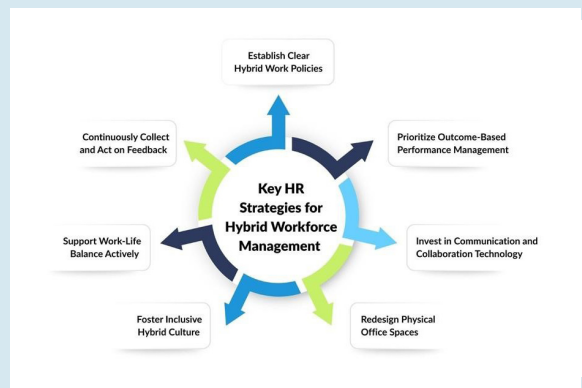 Establish Clear
Hybrid Work Policies
Continuously Collect
and Act on Feedback
Prioritize Outcome-Based
Performance Management
Key HR
Strategies for
Hybrid Workforce
Management
Support Work-Life
Balance Actively
Invest in Communication and
Collaboration Technology
Foster Inclusive
Hybrid Culture
Redesign Physical
Office Spaces